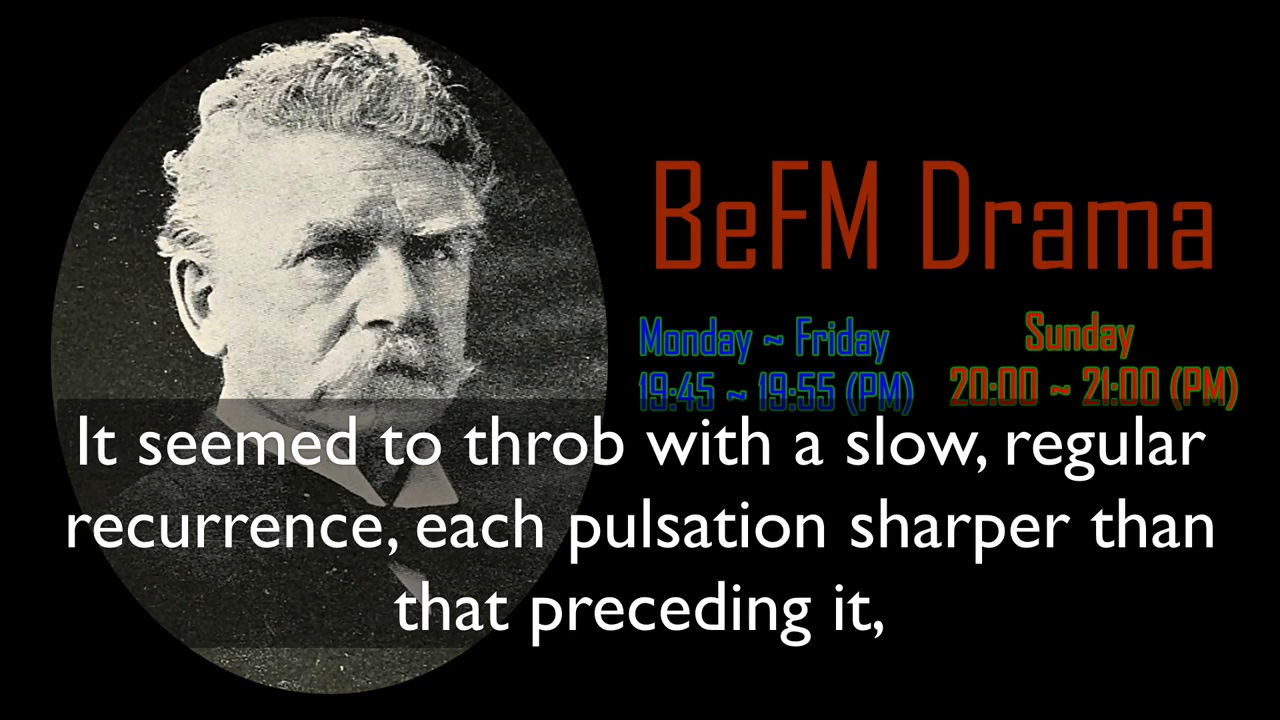 BeFM Drama
Monday ~ Friday
19:45 ~ 19:55 (PM)
Sunday
20:00 ~ 21:00 (PM)
It seemed to throb with a slow, regular
recurrence, each pulsation sharper than
that preceding it,